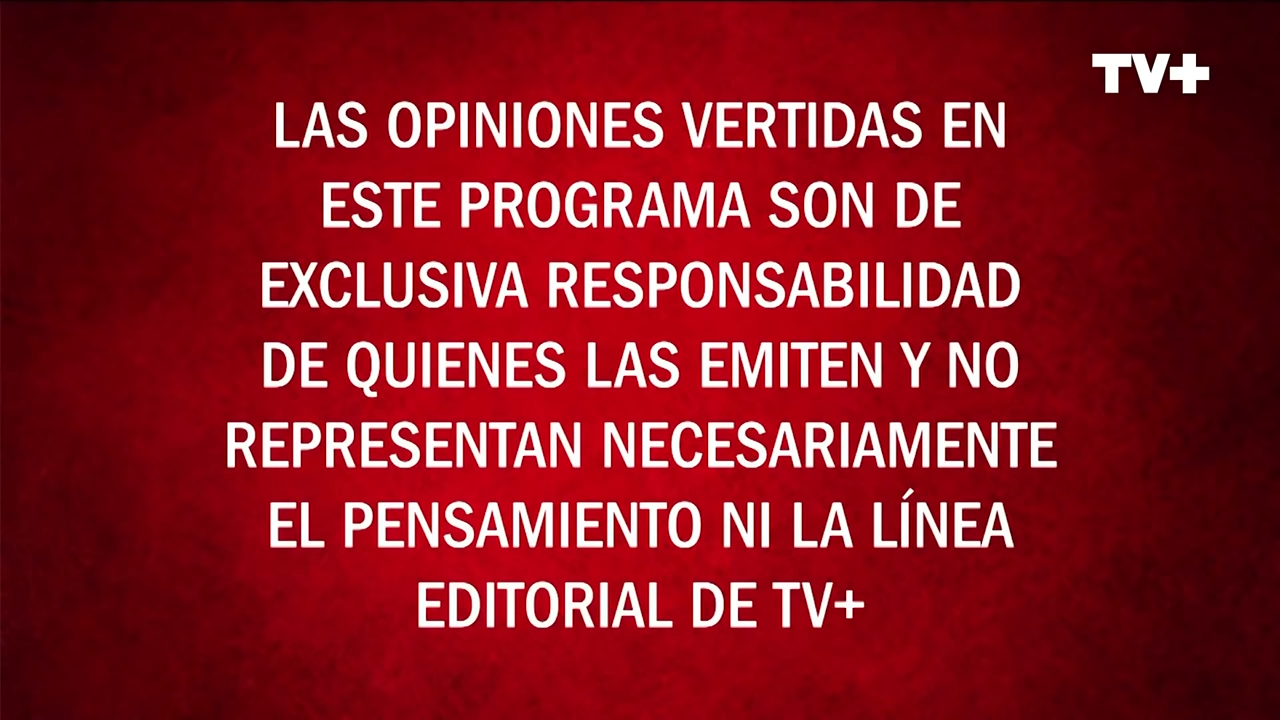 TV+
LAS OPINIONES VERTIDAS EN
ESTE PROGRAMA SON DE
EXCLUSIVA RESPONSABILIDAD
DE QUIENES LAS EMITEN Y NO
REPRESENTAN NECESARIAMENTE
EL PENSAMIENTO NI LA LÍNEA
EDITORIAL DE TV+